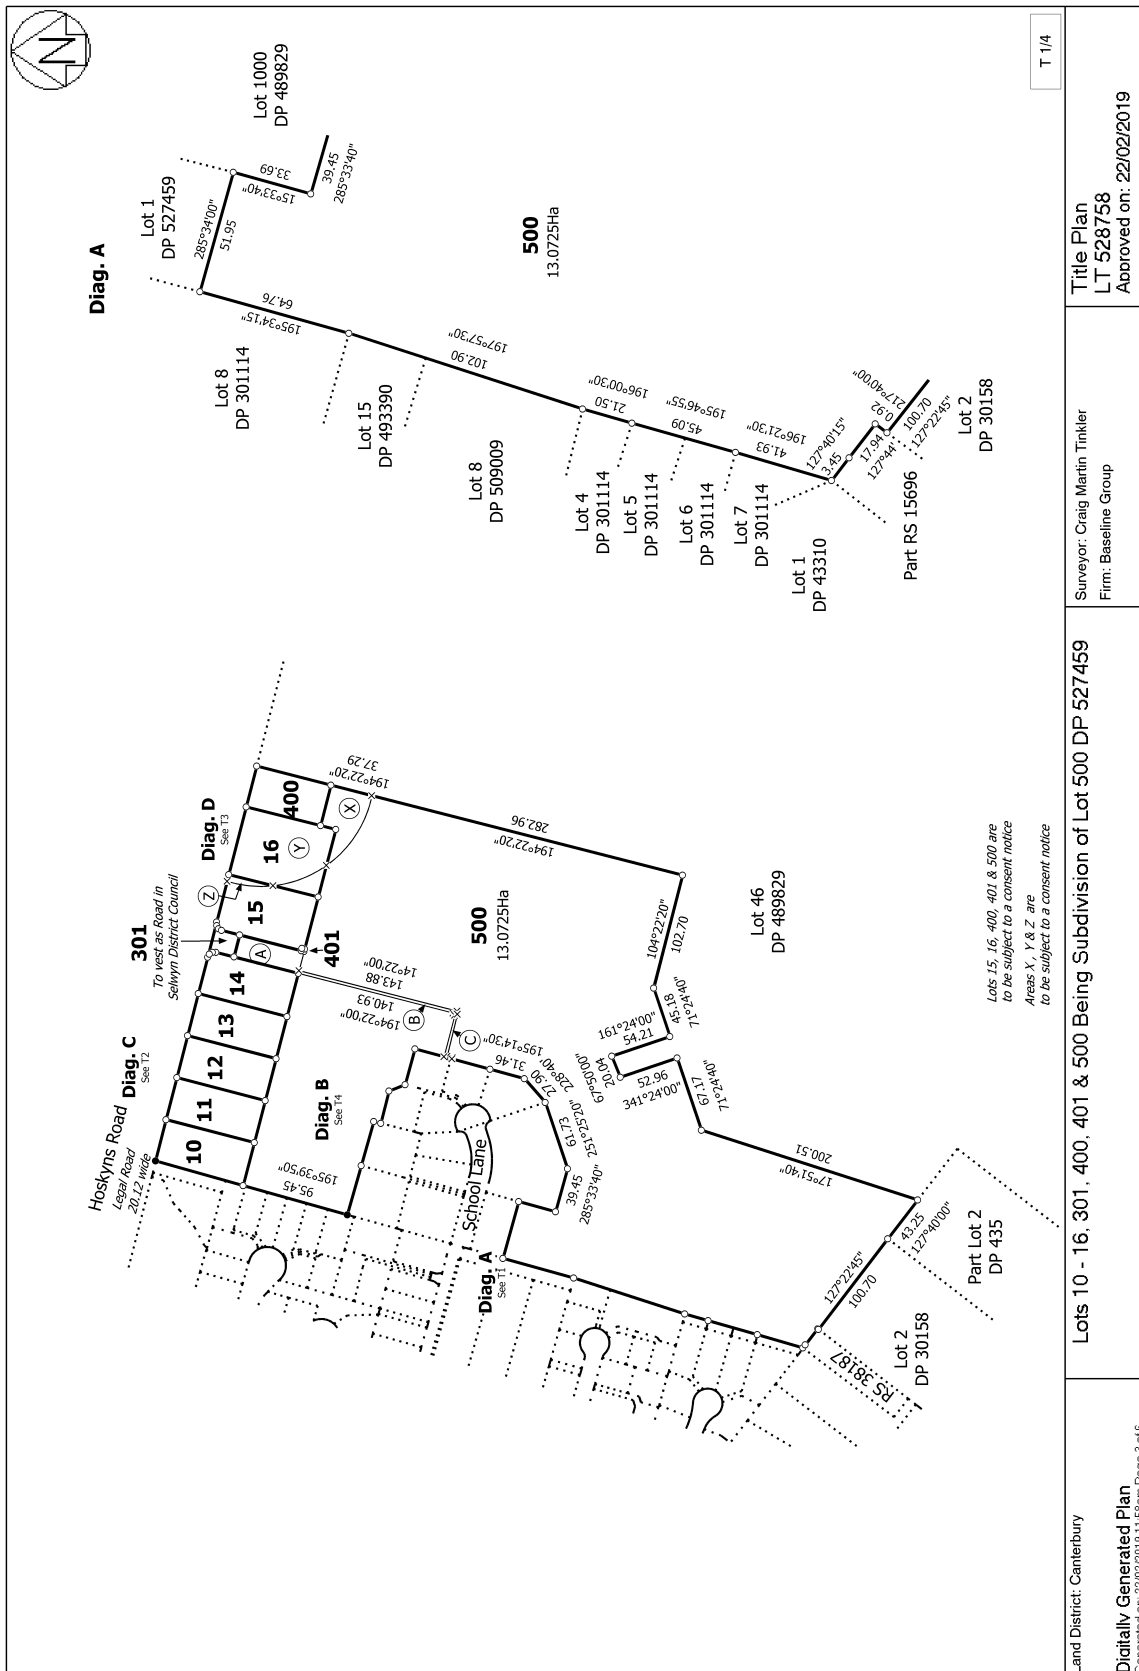 N
T 1/4
Diag. A
Lot 1
DP 527459
Lot 1000
DP 489829
285°34'00"
51.95
33.69
15°33'40"
39.45
285°33'40"
64.76
195°34'15"
500
13.0725Ha
Lot 8
DP 301114
Lot 15
DP 493390
102.90
197°57'30"
Lot 8
DP 509009
21.50
196°00'30"
45.09
195°46'55"
41.93
196°21'30"
Lot 4
DP 301114
Lot 5
DP 301114
Lot 6
DP 301114
Lot 7
DP 301114
Lot 1
DP 43310
127°40'15"
3.45
17.94
127°44'
0.92
217°40'00"
100.70
127°22'45"
Part RS 15696
Lot 2
DP 30158
Hoskyns Road
Legal Road
20.12 wide
Diag. C
See T2
301
To vest as Road in
Selwyn District Council
Diag. D
See T3
10
11
12
13
14
15
16
400
401
A
B
C
X
Y
Z
37.29
194°22'20"
282.96
194°22'20"
14°22'00"
143.88
140.93
194°22'00"
95.45
195°39'50"
Diag. B
See T4
500
13.0725Ha
School Lane
195°14'30"
31.46
27.90
228°40'
61.73
251°25'20"
39.45
285°33'40"
Diag. A
See T1
104°22'20"
102.70
45.18
71°24'40"
161°24'00"
54.21
20.04
67°50'00"
52.96
341°24'00"
67.17
71°24'40"
200.51
17°51'40"
43.25
127°40'00"
127°22'45"
100.70
Lot 46
DP 489829
Part Lot 2
DP 435
Lot 2
DP 30158
RS 38187
Lots 15, 16, 400, 401 & 500 are
to be subject to a consent notice
Areas X , Y & Z are
to be subject to a consent notice
Land District: Canterbury
Digitally Generated Plan
Generated on: 22/02/2019 11:58am Page 3 of 6
Lots 10 - 16, 301, 400, 401 & 500 Being Subdivision of Lot 500 DP 527459
Surveyor: Craig Martin Tinkler
Firm: Baseline Group
Title Plan
LT 528758
Approved on: 22/02/2019